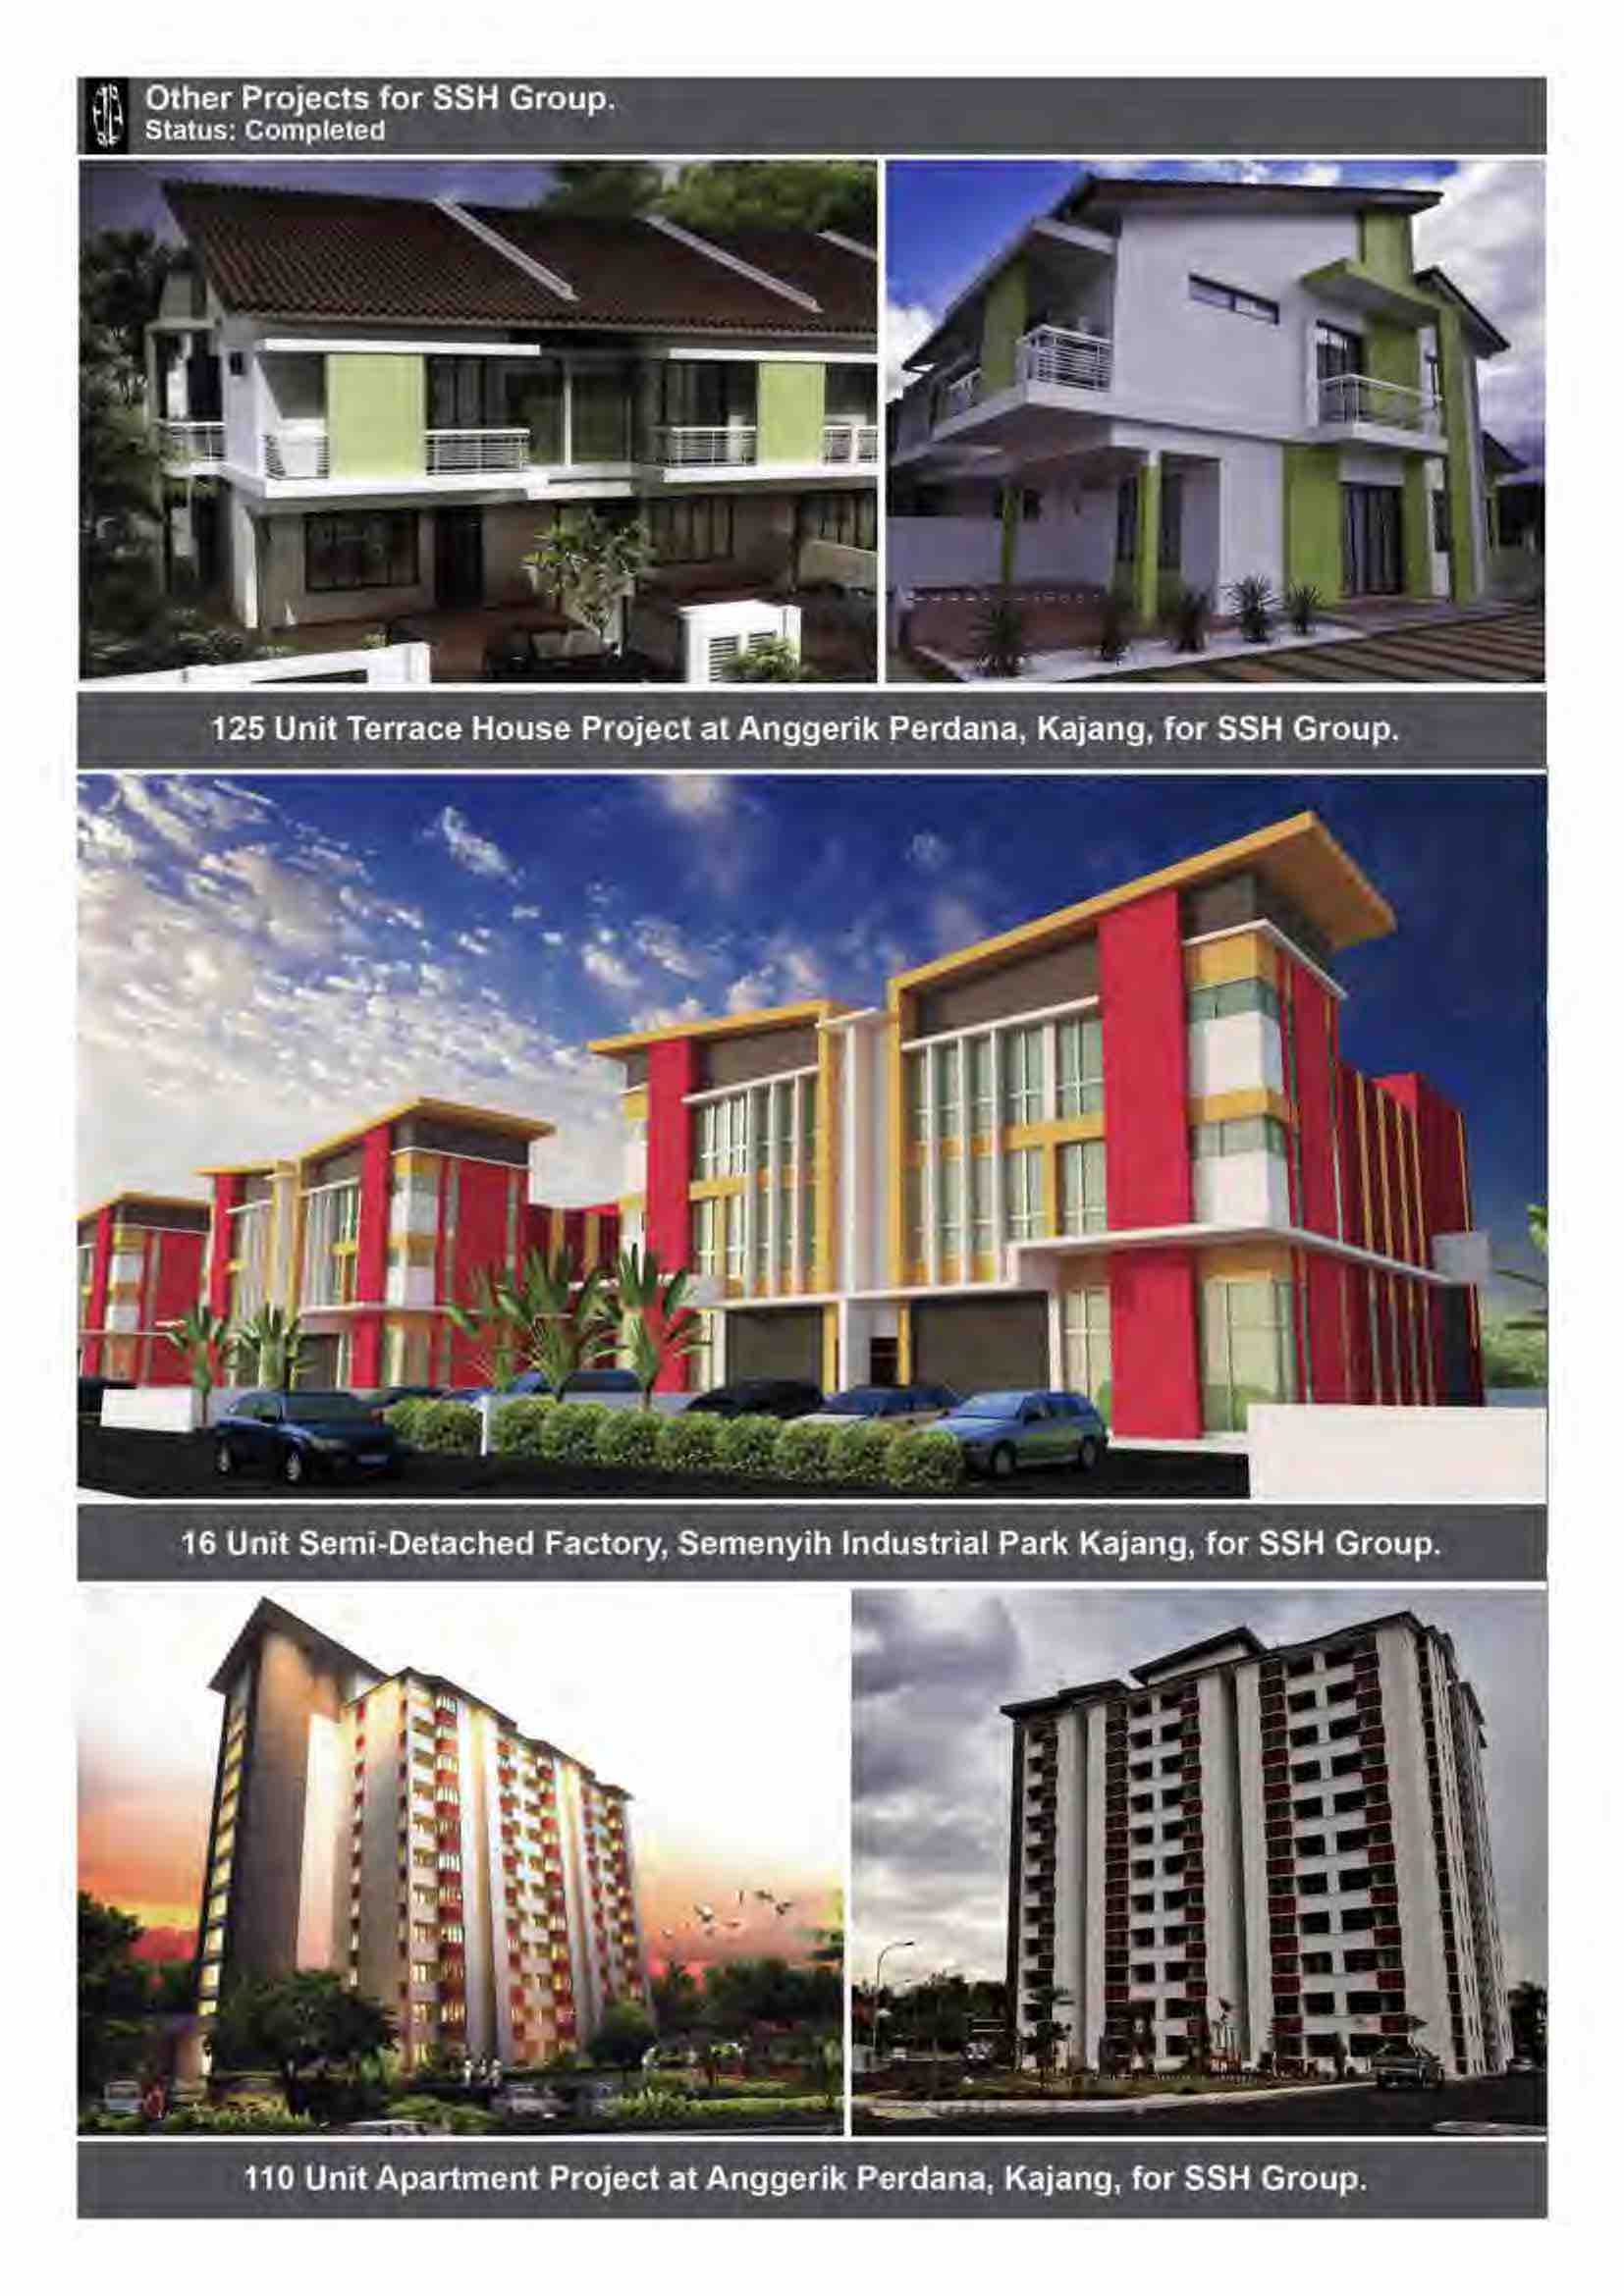 Other Projects for SSH Group.
Status: Completed
125 Unit Terrace House Project at Anggerik Perdana, Kajang, for SSH Group.
16 Unit Semi-Detached Factory, Semenyih Industrial Park Kajang, for SSH Group.
110 Unit Apartment Project at Anggerik Perdana, Kajang, for SSH Group.